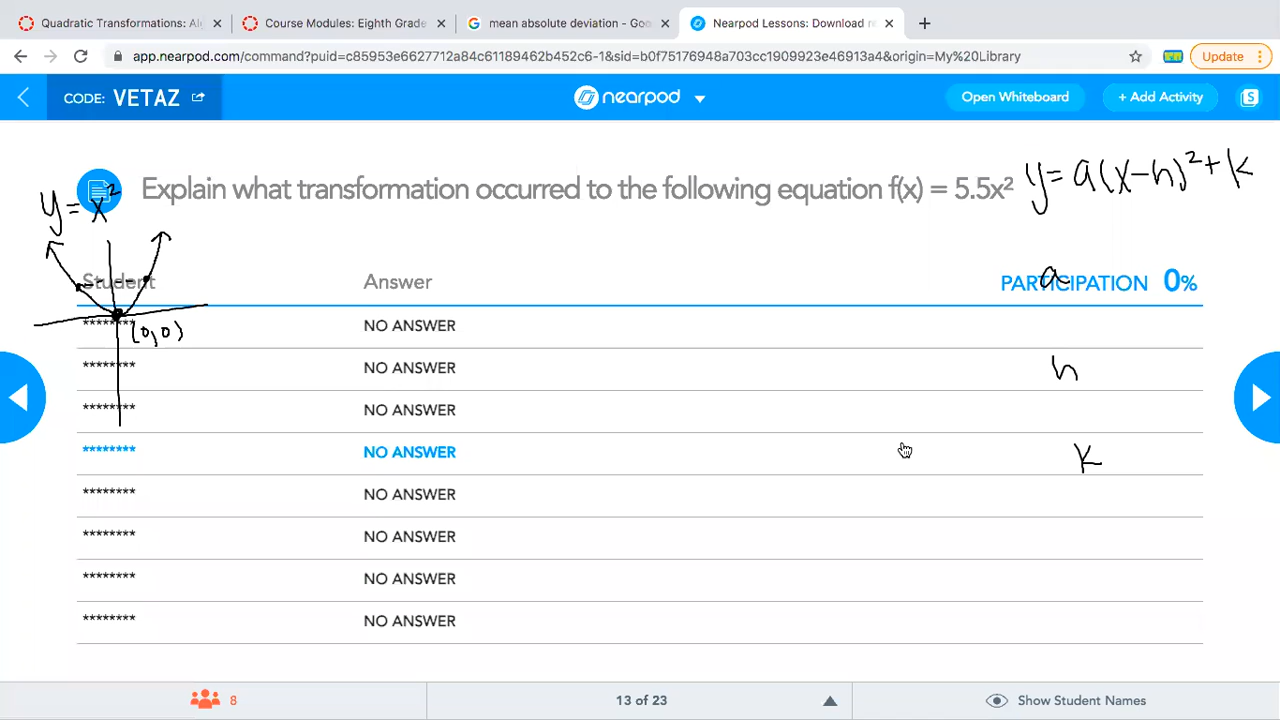 Quadratic Transformations: Al
Course Modules: Eighth Grade
mean absolute deviation - Goo
Nearpod Lessons: Download re
app.nearpod.com/command?puid=c85953e6627712a84c61189462b452c6-1&sid=b0f75176948a703cc1909923e46913a4&origin=My%20Library
Update
CODE: VETAZ
nearpod
Open Whiteboard
+ Add Activity
S
Explain what transformation occurred to the following equation f(x) = 5.5x²
y = a(x-h)²+k
y = x²
Student
Answer
PARTICIPATION 0%
a
******** NO ANSWER
(0,0)
******** NO ANSWER
h
******** NO ANSWER
******** NO ANSWER
k
******** NO ANSWER
******** NO ANSWER
******** NO ANSWER
******** NO ANSWER
8
13 of 23
Show Student Names